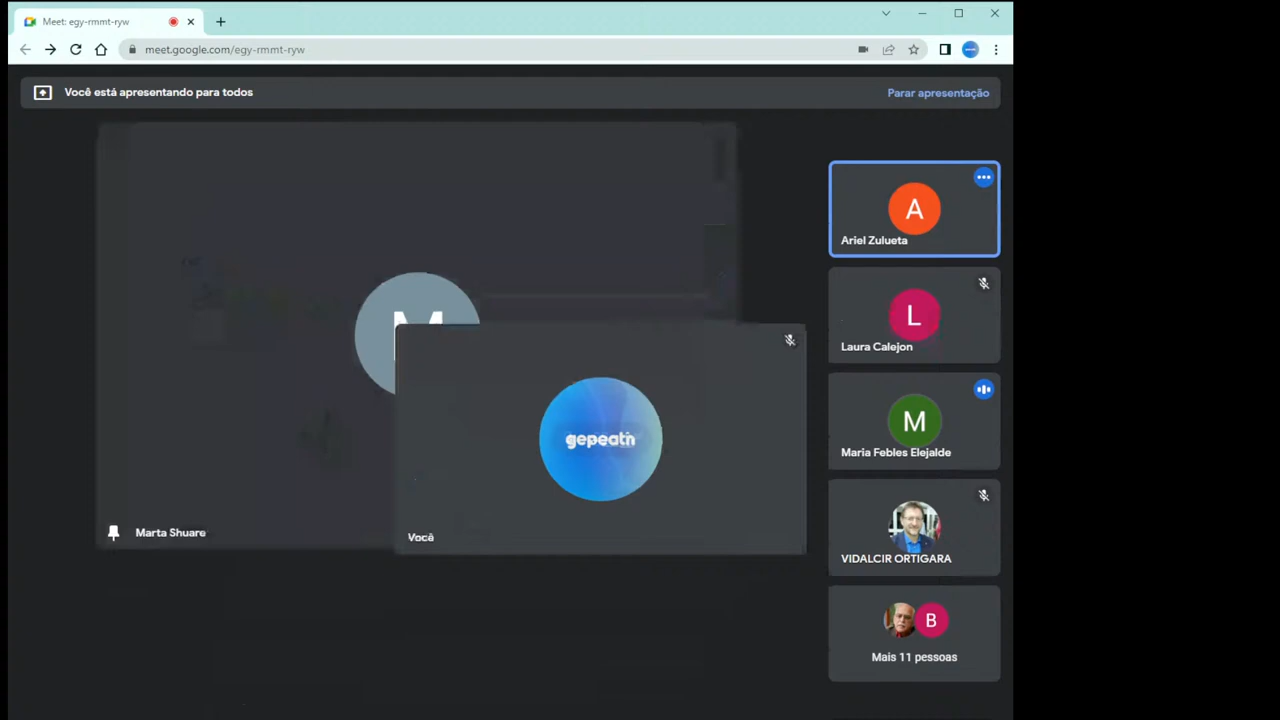 Meet: egy-rmmt-ryw
meet.google.com/egy-rmmt-ryw
Você está apresentando para todos
Parar apresentação
A
Ariel Zulueta
L
Laura Calejon
M
Maria Febles Elejalde
M
gepeath
Você
Marta Shuare
VIDALCIR ORTIGARA
B
Mais 11 pessoas